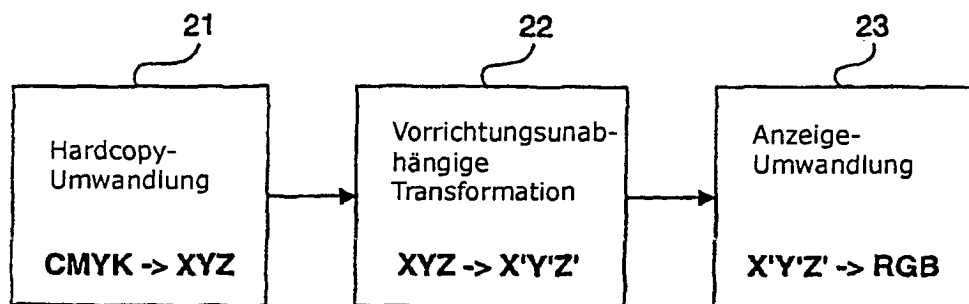 21
22
23
Hardcopy-
Umwandlung
CMYK -> XYZ
Vorrichtungsunab-
hängige
Transformation
XYZ -> X'Y'Z'
Anzeige-
Umwandlung
X'Y'Z' -> RGB